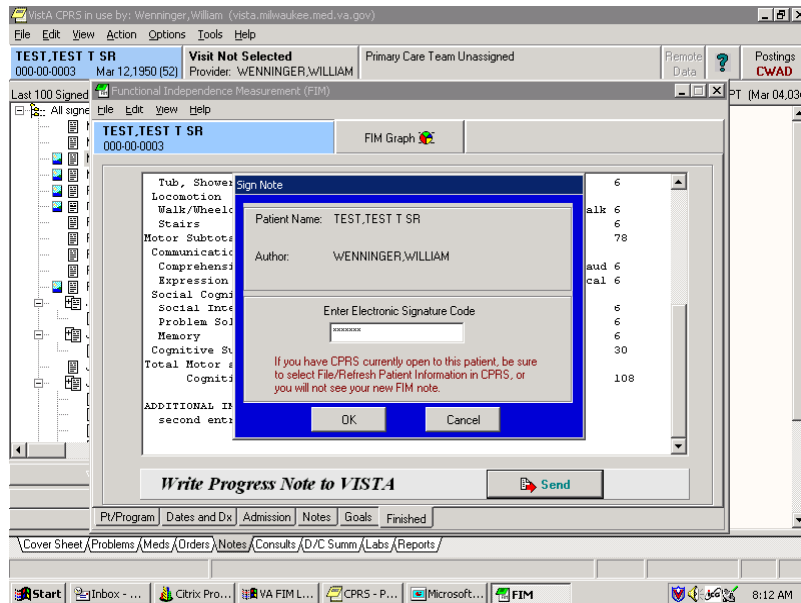 VistA CPRS in use by: Wenninger,William (vista.milwaukee.med.va.gov)
File Edit View Action Options Tools Help
TEST,TEST T SR
000-00-0003 Mar 12,1950 (52)
Visit Not Selected
Provider: WENNINGER,WILLIAM
Primary Care Team Unassigned
Remote Data
?
Postings
CWAD
Last 100 Signed
PT (Mar 04,03
All signe
Functional Independence Measurement (FIM)
File Edit View Help
TEST,TEST T SR
000-00-0003
FIM Graph
Tub, Shower 6
Locomotion
Walk/Wheelc alk 6
Stairs 6
Motor Subtota 78
Communicatio
Comprehensi aud 6
Expression cal 6
Social Cogni
Social Inte 6
Problem Sol 6
Memory 6
Cognitive Su 30
Total Motor a
Cogniti 108
ADDITIONAL IN
second entr
Sign Note
Patient Name: TEST,TEST T SR
Author: WENNINGER,WILLIAM
Enter Electronic Signature Code
xxxxxxx
If you have CPRS currently open to this patient, be sure
to select File/Refresh Patient Information in CPRS, or
you will not see your new FIM note.
OK Cancel
Write Progress Note to VISTA
Send
Pt/Program Dates and Dx Admission Notes Goals Finished
Cover Sheet Problems Meds Orders Notes Consults D/C Summ Labs Reports
Start Inbox - ... Citrix Pro... VA FIM L... CPRS - P... Microsoft... FIM 8:12 AM